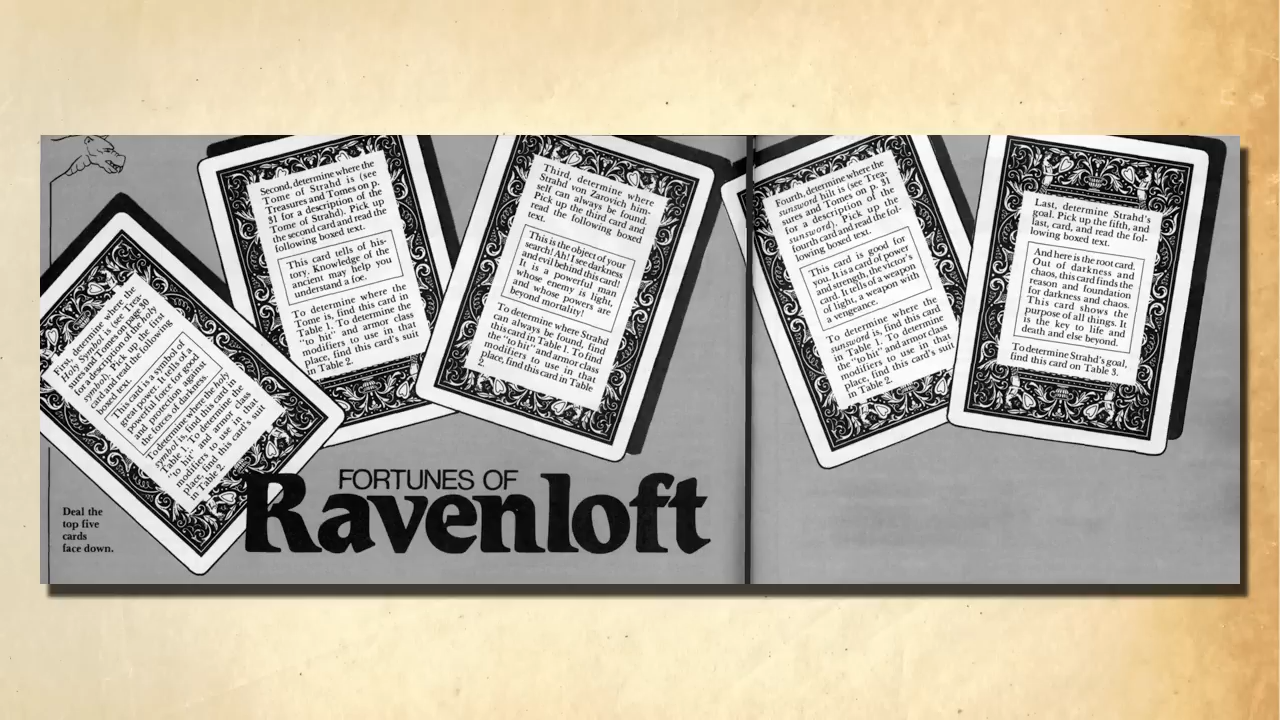 First, determine where the
Holy Symbol is (see Trea-
sures and Tomes on page 30
for a description of the Holy
symbol). Pick up the first
card and read the following
boxed text.
This card is a symbol of
great power. It tells of a
powerful force for good
and protection against
the forces of darkness.
To determine where the holy
symbol is, find this card in
Table 1. To determine the
"to hit" and armor class
modifiers to use in that
place, find this card's suit
in Table 2.
Second, determine where the
Tome of Strahd is (see
Treasures and Tomes on p.
31 for a description of the
Tome of Strahd). Pick up
the second card and read the
following boxed text.
This card tells of his-
tory. Knowledge of the
ancient may help you
understand a foe.
To determine where the
Tome is, find this card in
Table 1. To determine the
"to hit" and armor class
modifiers to use in that
place, find this card's suit
in Table 2.
Third, determine where
Strahd von Zarovich him-
self can always be found.
Pick up the third card and
read the following boxed
text.
This is the object of your
search! Ah! I see darkness
and evil behind this card!
It is a powerful man
whose enemy is light,
and whose powers are
beyond mortality!
To determine where Strahd
can always be found, find
this card in Table 1. To find
the "to hit" and armor class
modifiers to use in that
place, find this card in Table
2.
Fourth, determine where the
sunsword hill is (see Trea-
sures and Tomes on p. 31
for a description of the
sunsword). Pick up the
fourth card and read the fol-
lowing boxed text.
This card is good for
you. It is a card of power
and strength. It tells of a
card. It tells of the victor's
of light, a weapon with
a vengeance.
To determine where the
sunsword is, find this card
in Table 1. To determine
the "to hit" and armor class
modifiers to use in that
place, find this card's suit
in Table 2.
Last, determine Strahd's
goal. Pick up the fifth, and
last, card, and read the fol-
lowing boxed text.
And here is the root card.
Out of darkness and
chaos, this card finds the
reason and foundation
for darkness and chaos.
This card shows the
purpose of all things. It
is the key to life and
death and else beyond.
To determine Strahd's goal,
find this card on Table 3.
FORTUNES OF
Ravenloft
Deal the
top five
cards
face down.